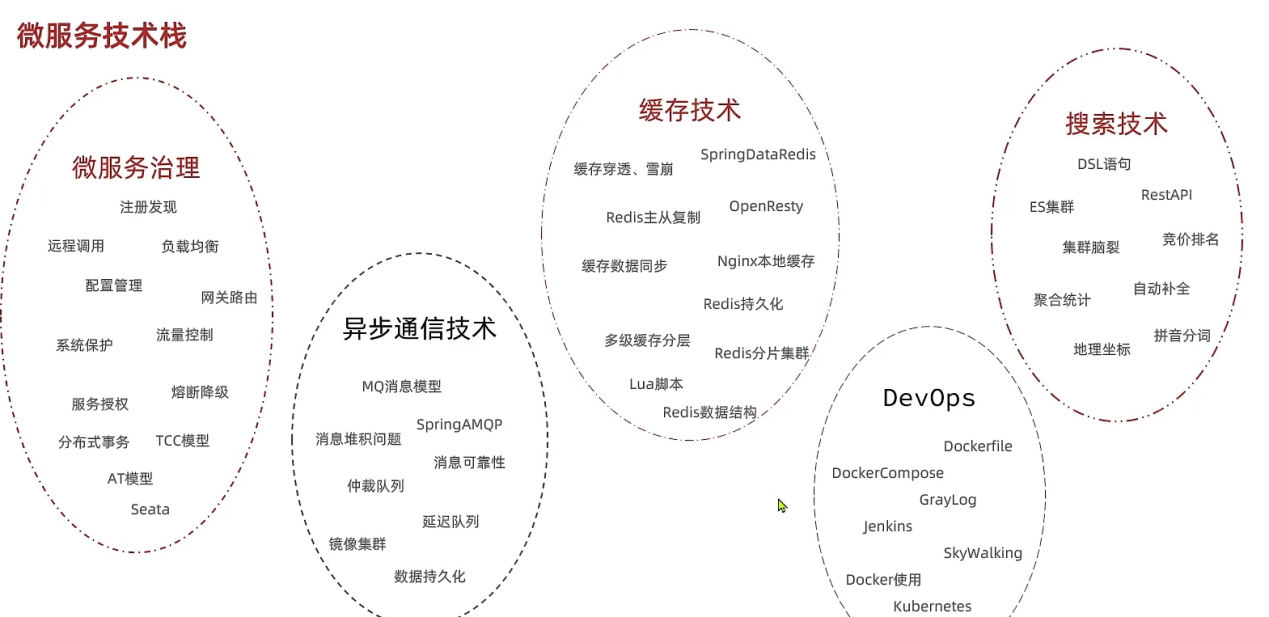 微服务技术栈
微服务治理
注册发现
远程调用
负载均衡
配置管理
网关路由
流量控制
系统保护
熔断降级
服务授权
分布式事务
TCC模型
AT模型
Seata
异步通信技术
MQ消息模型
SpringAMQP
消息堆积问题
消息可靠性
仲裁队列
延迟队列
镜像集群
数据持久化
缓存技术
SpringDataRedis
缓存穿透、雪崩
OpenResty
Redis主从复制
Nginx本地缓存
缓存数据同步
Redis持久化
多级缓存分层
Redis分片集群
Lua脚本
Redis数据结构
DevOps
Dockerfile
DockerCompose
GrayLog
Jenkins
SkyWalking
Docker使用
Kubernetes
搜索技术
DSL语句
RestAPI
ES集群
竞价排名
集群脑裂
自动补全
聚合统计
拼音分词
地理坐标